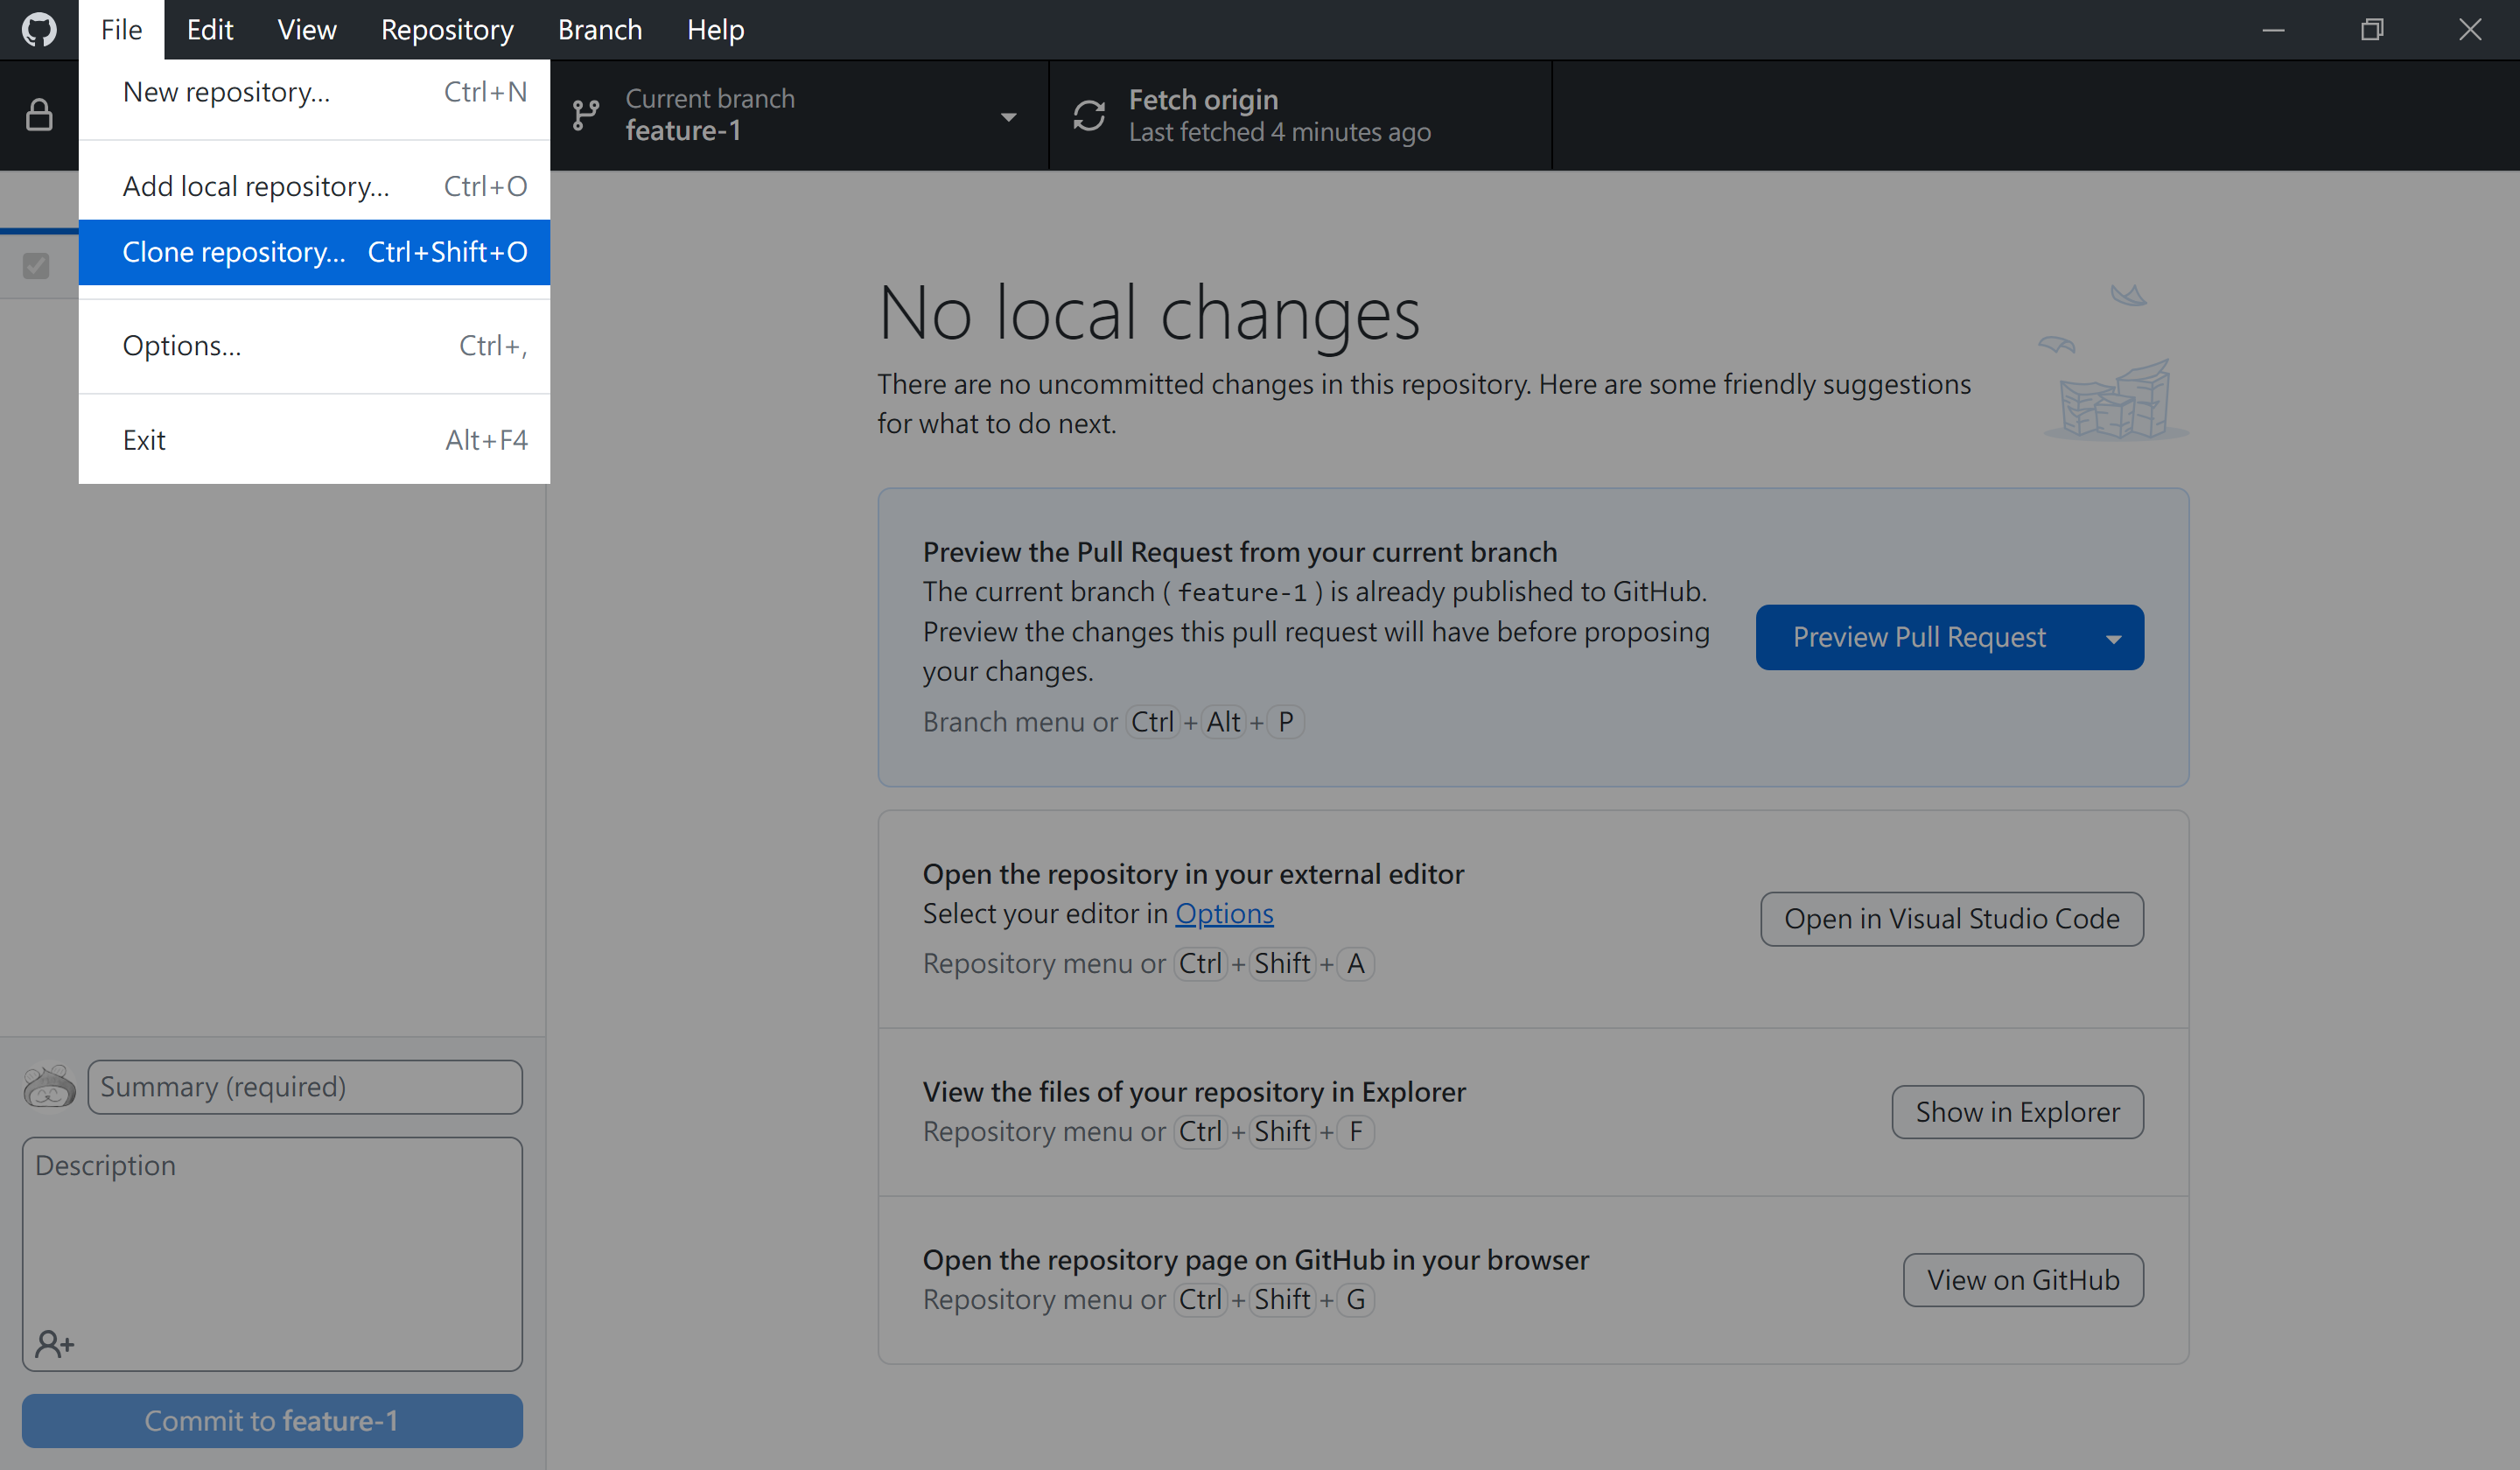 File Edit View Repository Branch Help
New repository... Ctrl+N
Add local repository... Ctrl+O
Clone repository... Ctrl+Shift+O
Options... Ctrl+,
Exit Alt+F4
Current branch
feature-1
Fetch origin
Last fetched 4 minutes ago
No local changes
There are no uncommitted changes in this repository. Here are some friendly suggestions
for what to do next.
Preview the Pull Request from your current branch
The current branch ( feature-1 ) is already published to GitHub.
Preview the changes this pull request will have before proposing
your changes.
Branch menu or Ctrl + Alt + P
Preview Pull Request
Open the repository in your external editor
Select your editor in Options
Repository menu or Ctrl + Shift + A
Open in Visual Studio Code
View the files of your repository in Explorer
Repository menu or Ctrl + Shift + F
Show in Explorer
Open the repository page on GitHub in your browser
Repository menu or Ctrl + Shift + G
View on GitHub
Summary (required)
Description
Commit to feature-1